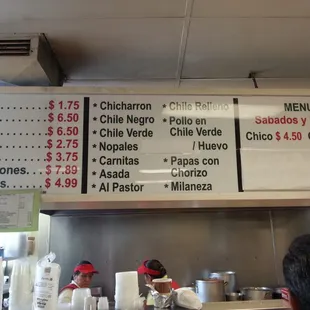 $ 1.75
$ 6.50
$ 6.50
$ 2.75
$ 3.75
ones... $ 7.89
s..... $ 4.99
* Chicharron
* Chile Negro
* Chile Verde
* Nopales
* Carnitas
* Asada
* Al Pastor
* Chile Relleno
* Pollo en
Chile Verde
/ Huevo
* Papas con
Chorizo
* Milaneza
MENU
Sabados y
Chico $ 4.50